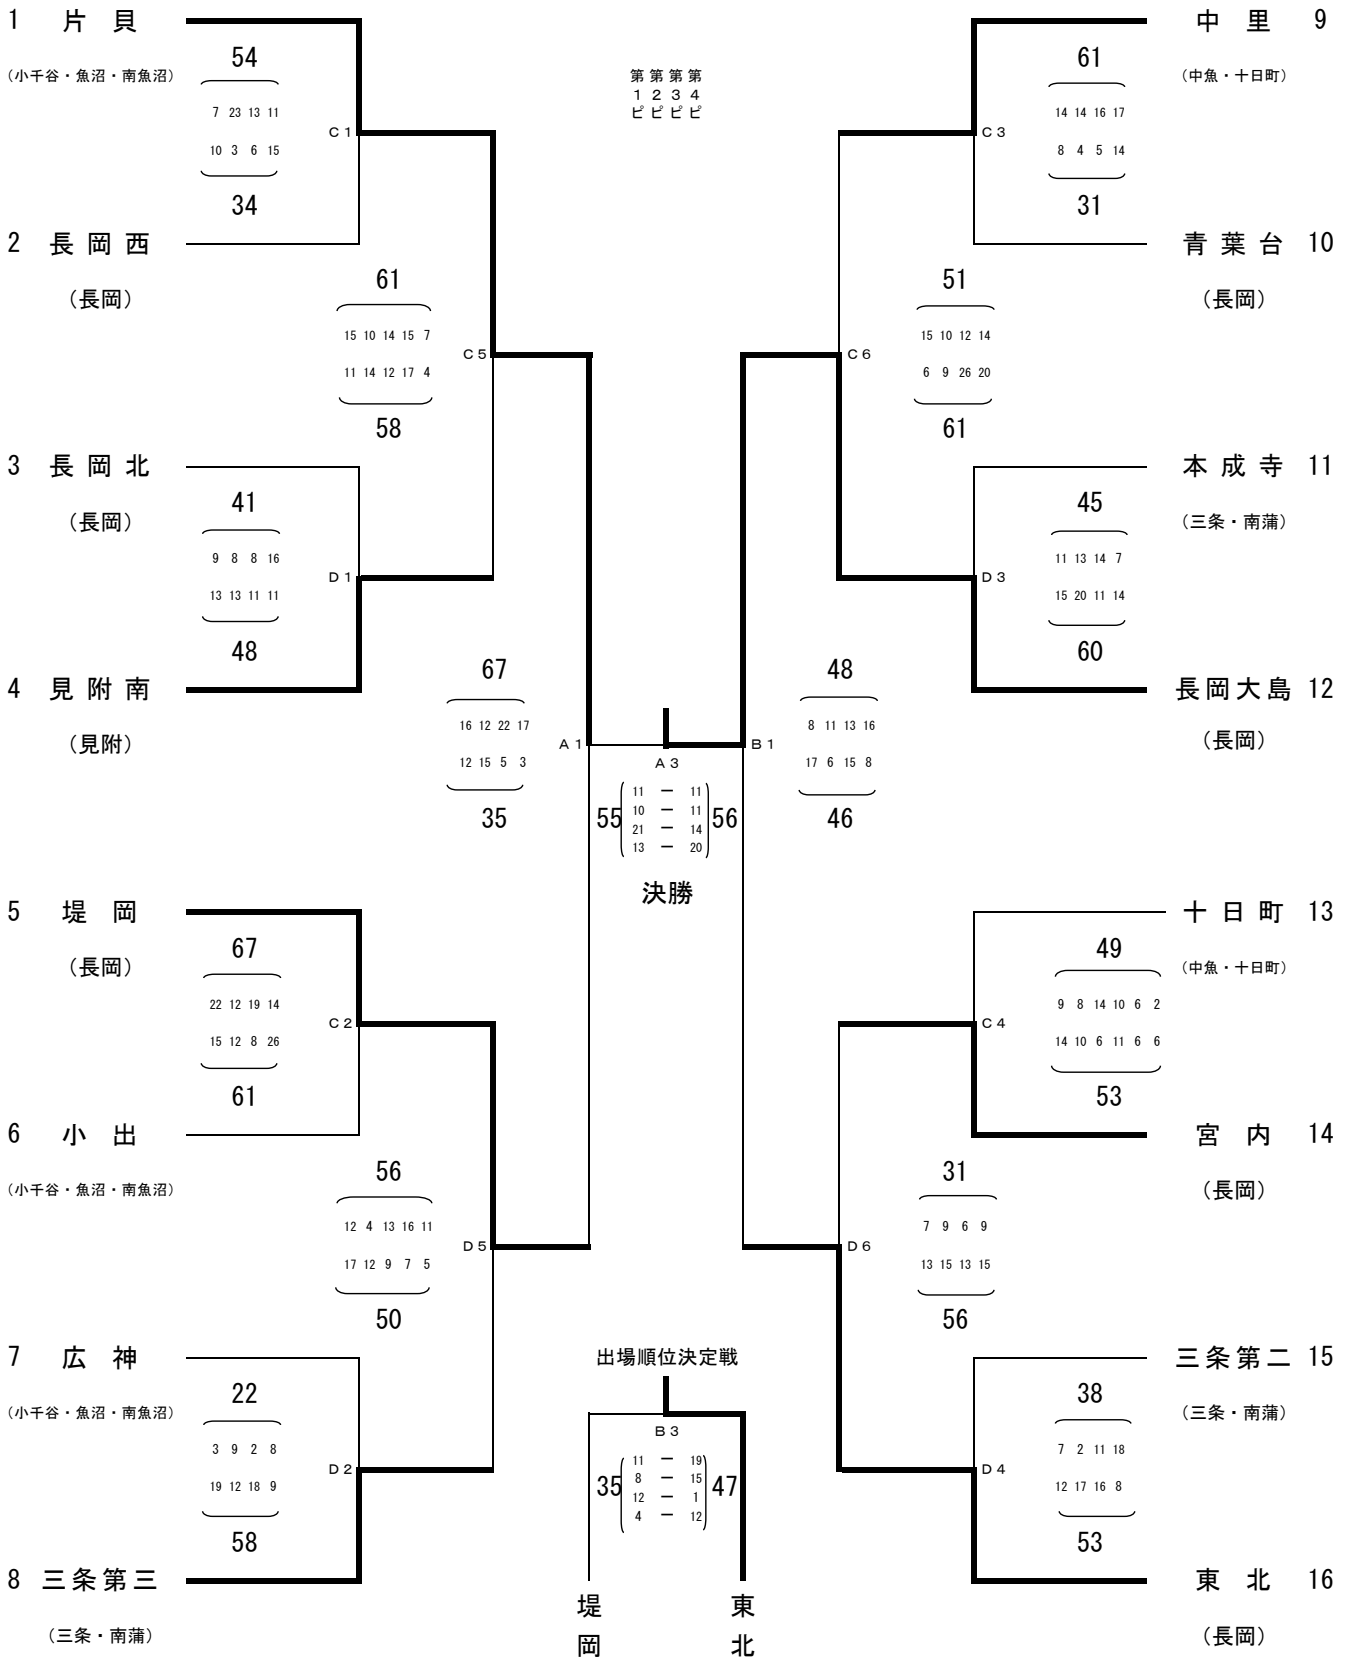 1 片貝
(小千谷・魚沼・南魚沼)
54
7 23 13 11
10 3 6 15
34
C1
2 長岡西
(長岡)
61
15 10 14 15 7
11 14 12 17 4
58
C5
3 長岡北
(長岡)
41
9 8 8 16
13 13 11 11
48
D1
4 見附南
(見附)
67
16 12 22 17
12 15 5 3
35
A1
5 堤岡
(長岡)
67
22 12 19 14
15 12 8 26
61
C2
6 小出
(小千谷・魚沼・南魚沼)
56
12 4 13 16 11
17 12 9 7 5
50
D5
7 広神
(小千谷・魚沼・南魚沼)
22
3 9 2 8
19 12 18 9
58
D2
8 三条第三
(三条・南蒲)
第1ピ
第2ピ
第3ピ
第4ピ
A3
55
11 ー 11
10 ー 11
21 ー 14
13 ー 20
56
決勝
出場順位決定戦
B3
35
11 ー 19
8 ー 15
12 ー 1
4 ー 12
47
堤岡
東北
中里 9
(中魚・十日町)
61
14 14 16 17
8 4 5 14
31
C3
青葉台 10
(長岡)
51
15 10 12 14
6 9 26 20
61
C6
本成寺 11
(三条・南蒲)
45
11 13 14 7
15 20 11 14
60
D3
長岡大島 12
(長岡)
48
8 11 13 16
17 6 15 8
46
B1
十日町 13
(中魚・十日町)
49
9 8 14 10 6 2
14 10 6 11 6 6
53
C4
宮内 14
(長岡)
31
7 9 6 9
13 15 13 15
56
D6
三条第二 15
(三条・南蒲)
38
7 2 11 18
12 17 16 8
53
D4
東北 16
(長岡)